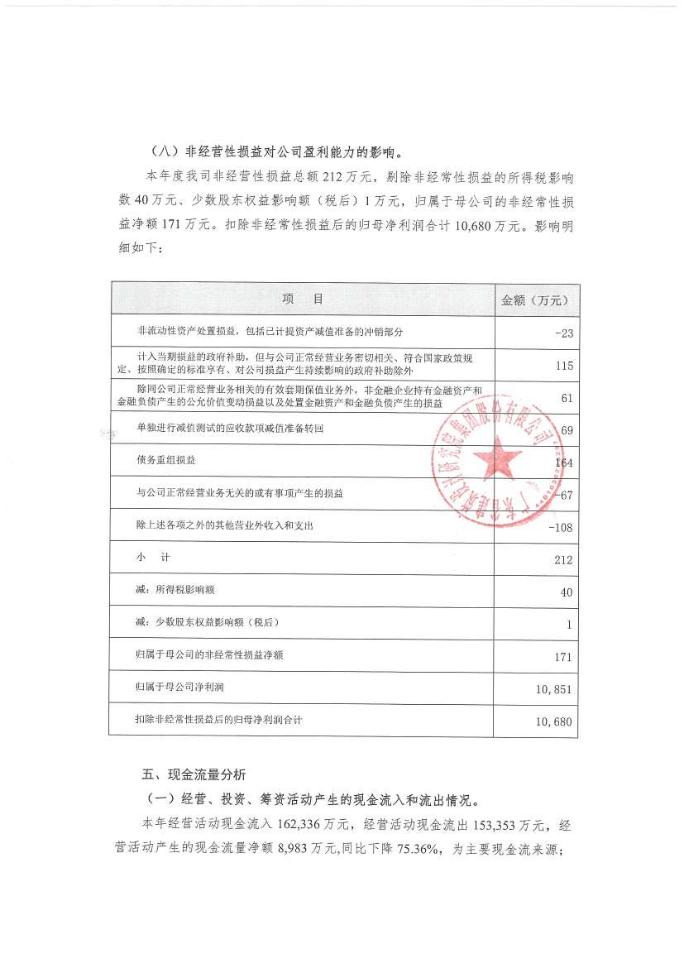 （八）非经营性损益对公司盈利能力的影响。
本年度我司非经营性损益总额 212 万元，剔除非经常性损益的所得税影响
数 40 万元、少数股东权益影响额（税后）1 万元，归属于母公司的非经常性损
益净额 171 万元。扣除非经常性损益后的归母净利润合计 10,680 万元。影响明
细如下：
项 目 金额（万元）
非流动性资产处置损益，包括已计提资产减值准备的冲销部分 -23
计入当期损益的政府补助，但与公司正常经营业务密切相关、符合国家政策规
定、按照确定的标准享有、对公司损益产生持续影响的政府补助除外 115
除同公司正常经营业务相关的有效套期保值业务外，非金融企业持有金融资产和
金融负债产生的公允价值变动损益以及处置金融资产和金融负债产生的损益 61
单独进行减值测试的应收款项减值准备转回 69
债务重组损益 164
与公司正常经营业务无关的或有事项产生的损益 -67
除上述各项之外的其他营业外收入和支出 -108
小 计 212
减：所得税影响额 40
减：少数股东权益影响额（税后） 1
归属于母公司的非经常性损益净额 171
归属于母公司净利润 10,851
扣除非经常性损益后的归母净利润合计 10,680
广东省建筑设计研究院集团股份有限公司
五、现金流量分析
（一）经营、投资、筹资活动产生的现金流入和流出情况。
本年经营活动现金流入 162,336 万元，经营活动现金流出 153,353 万元，经
营活动产生的现金流量净额 8,983 万元,同比下降 75.36%，为主要现金流来源；